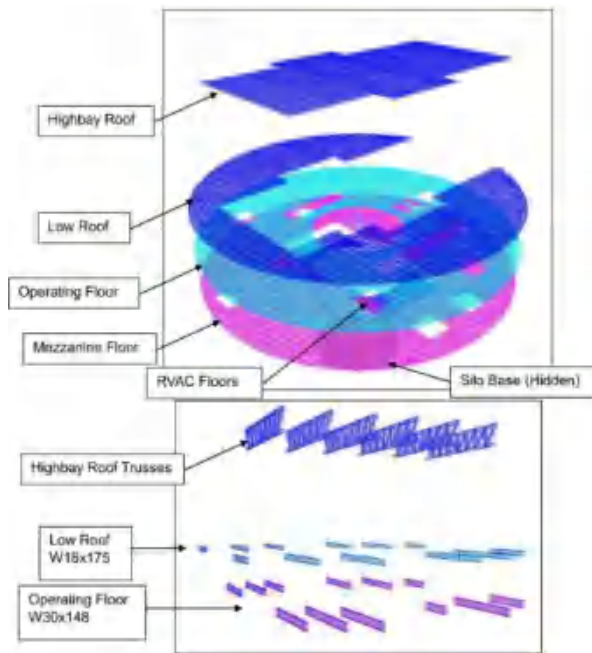 Highbay Roof
Low Roof
Operating Floor
Mezzanine Floor
RVAC Floors
Silo Base (Hidden)
Highbay Roof Trusses
Low Roof
W18x175
Operating Floor
W30x148